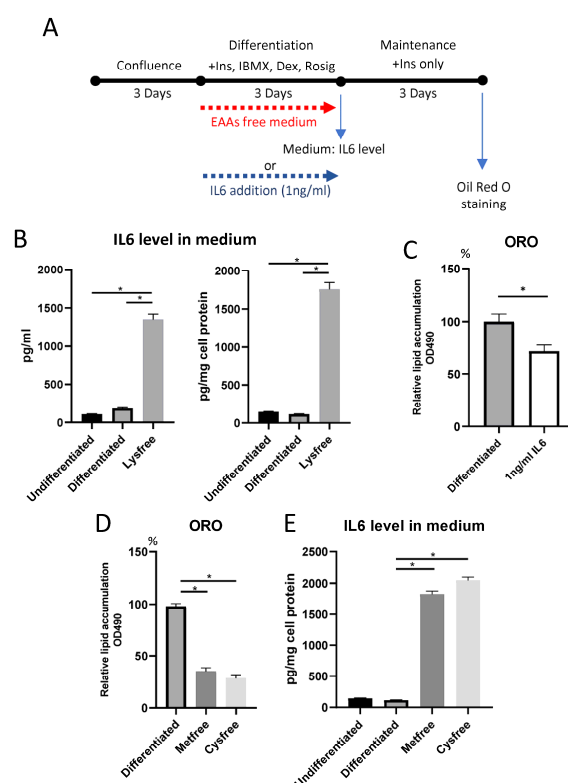 A
Differentiation
Maintenance
Confluence
+Ins, IBMX, Dex, Rosig
+Ins only
3 Days
3 Days
3 Days
EAAs free medium
Medium: IL6 level
or
IL6 addition (1ng/ml)
Oil Red O
staining
B
IL6 level in medium
pg/ml
2000
1500
1000
500
0
*
*
Undifferentiated
Differentiated
Lysfree
pg/mg cell protein
2000
1500
1000
500
0
*
*
Undifferentiated
Differentiated
Lysfree
C
ORO
%
Relative lipid accumulation
OD490
150
100
50
0
*
Differentiated
1ng/ml IL6
D
ORO
%
Relative lipid accumulation
OD490
150
100
50
0
*
*
Differentiated
Metfree
Cysfree
E
IL6 level in medium
pg/mg cell protein
2500
2000
1500
1000
500
0
*
*
Undifferentiated
Differentiated
Metfree
Cysfree